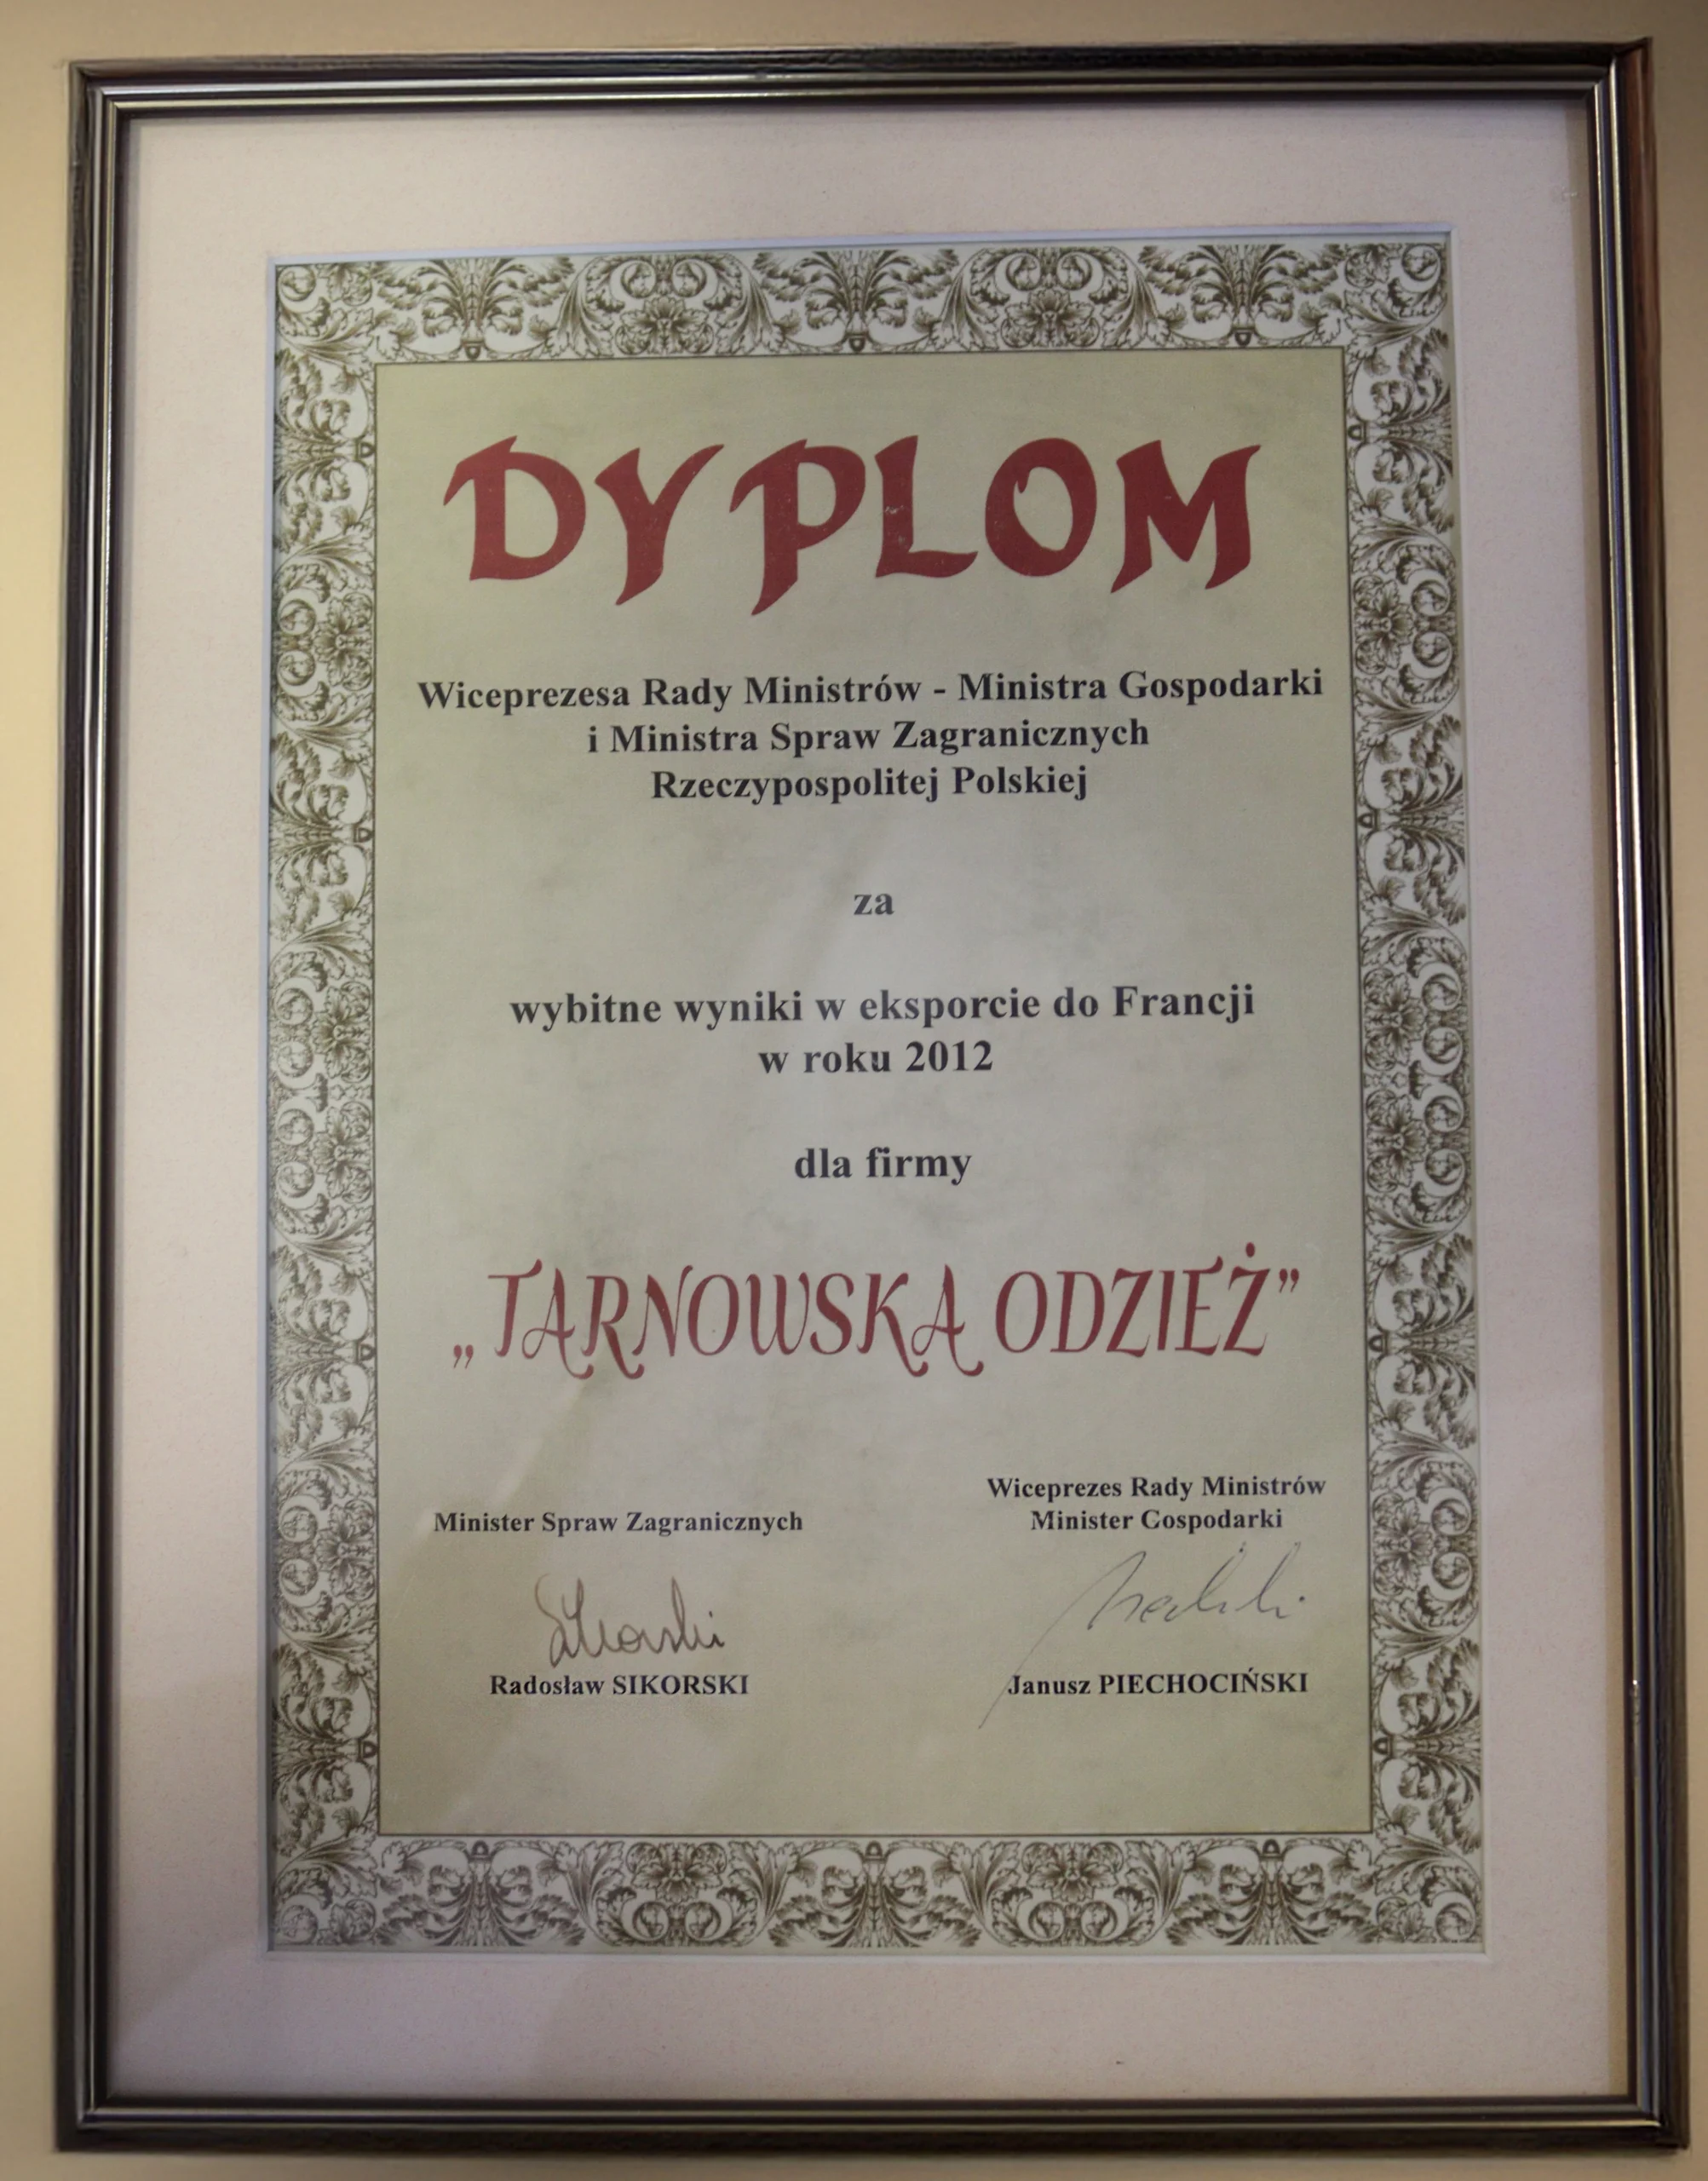 DYPLOM
Wiceprezesa Rady Ministrów - Ministra Gospodarki
i Ministra Spraw Zagranicznych
Rzeczypospolitej Polskiej
za
wybitne wyniki w eksporcie do Francji
w roku 2012
dla firmy
„TARNOWSKA ODZIEŻ”
Minister Spraw Zagranicznych
Sikorski
Radosław SIKORSKI
Wiceprezes Rady Ministrów
Minister Gospodarki
Janusz PIECHOCIŃSKI